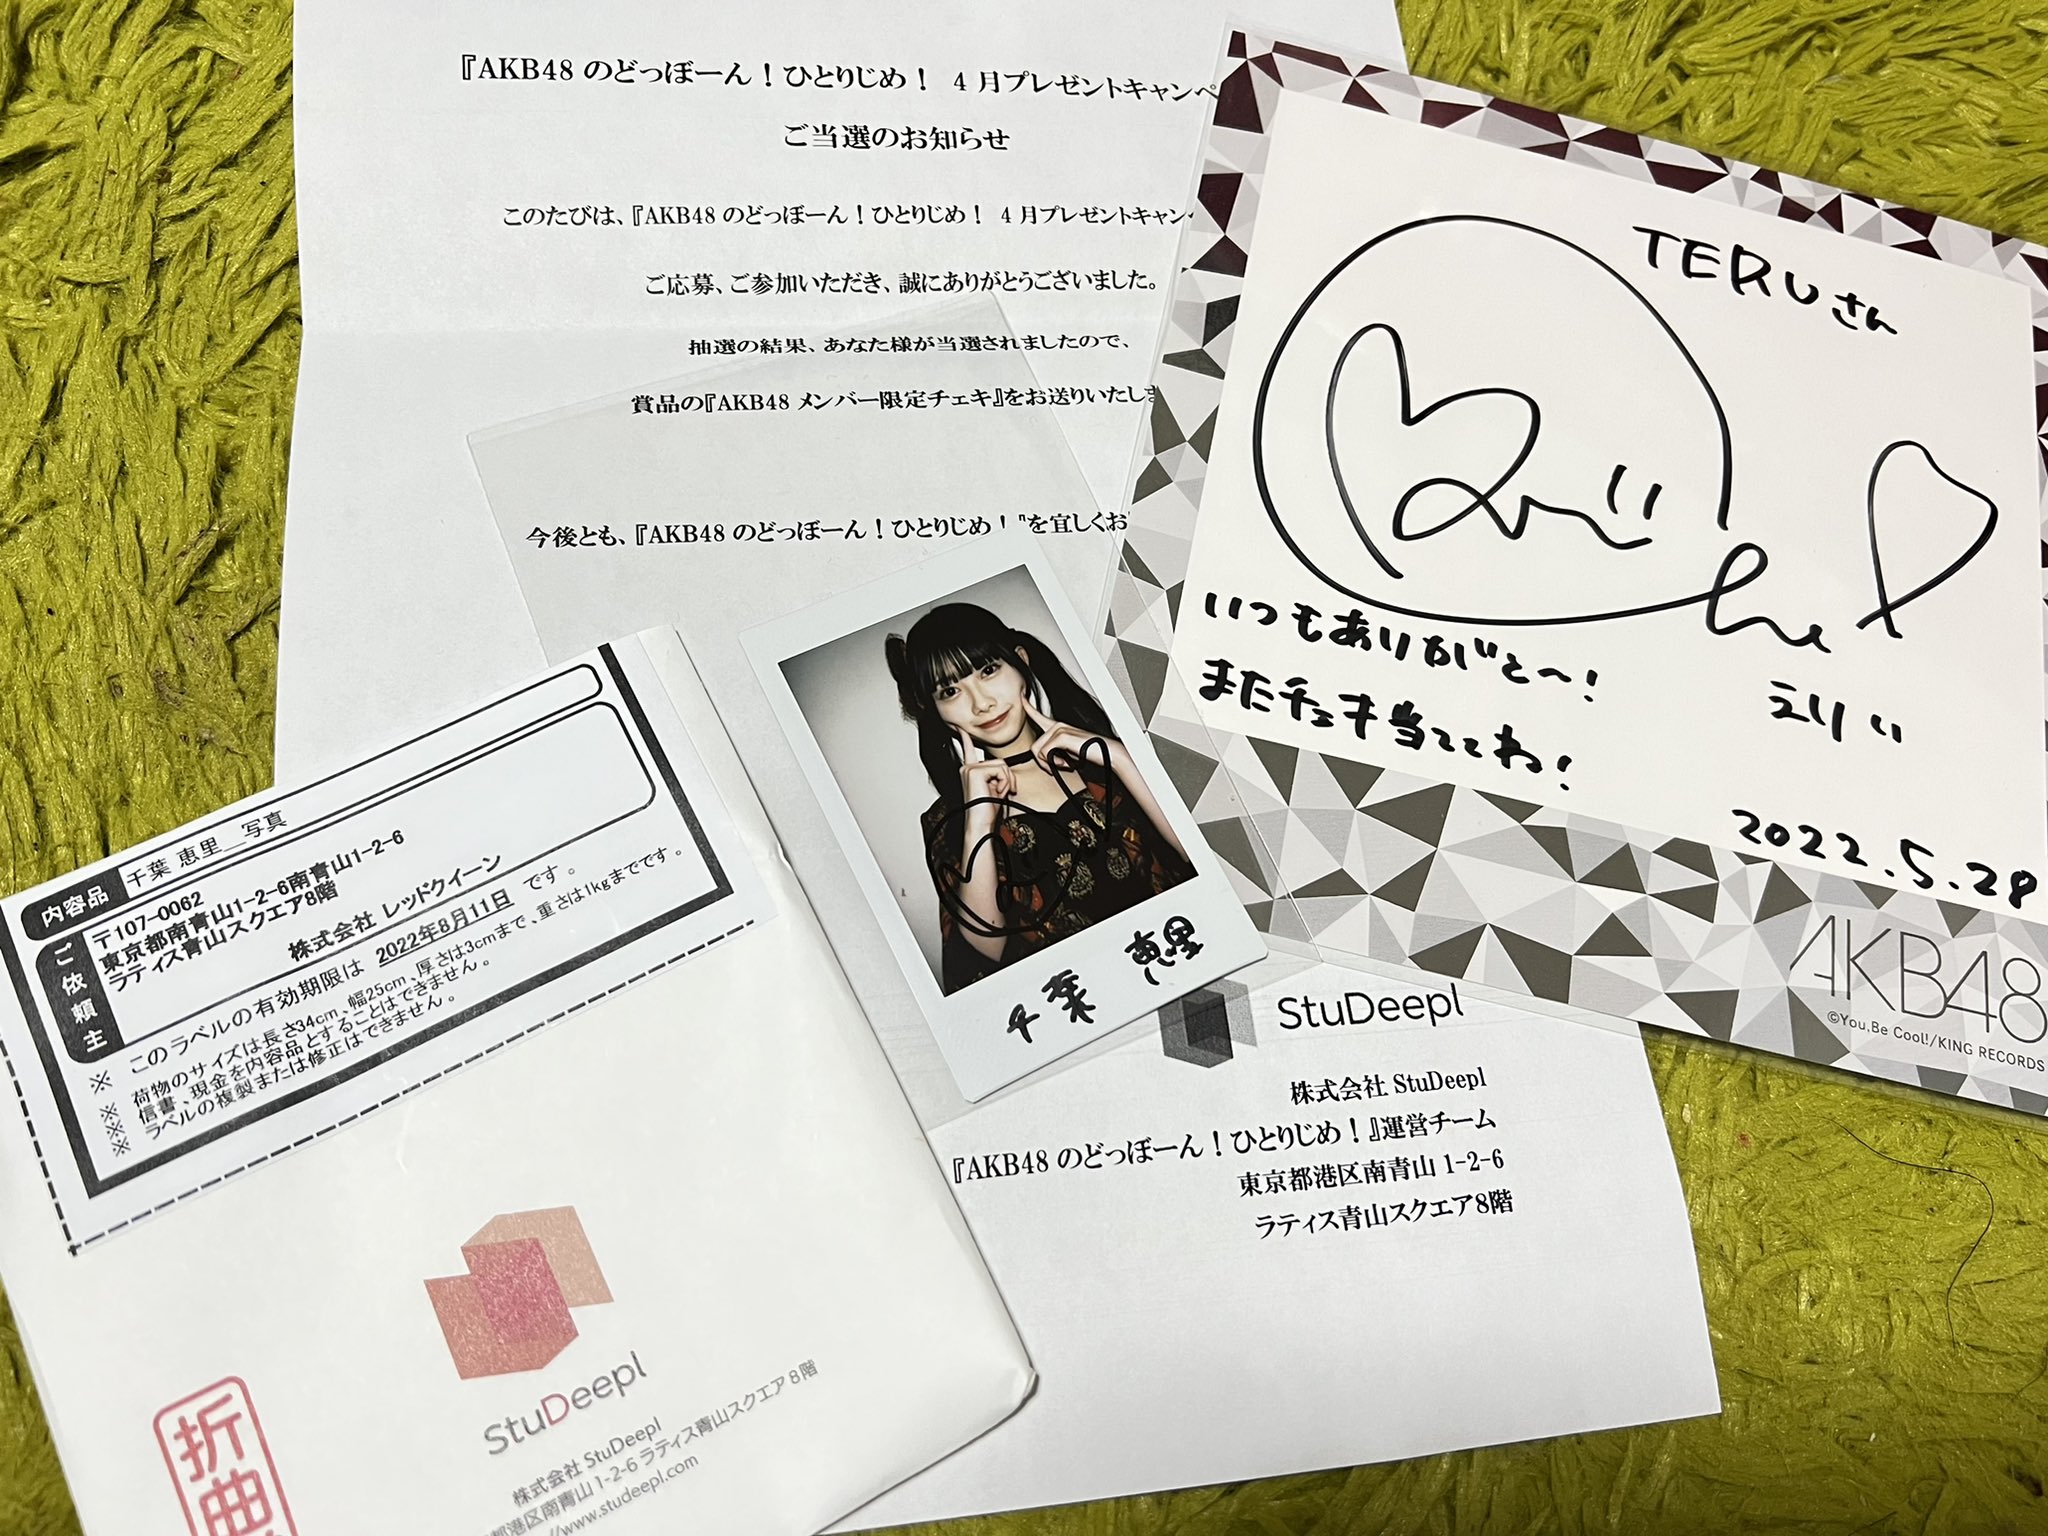 『AKB48 のどっぼーん！ひとりじめ！ 4 月プレゼントキャンペ
ご当選のお知らせ
このたびは、『AKB48 のどっぼーん！ひとりじめ！ 4 月プレゼントキャン
ご応募、ご参加いただき、誠にありがとうございました。
抽選の結果、あなた様が当選されましたので、
賞品の『AKB48 メンバー限定チェキ』をお送りいたしま
今後とも、『AKB48 のどっぼーん！ひとりじめ！』を宜しくお
StuDeepl
株式会社 StuDeepl
『AKB48 のどっぼーん！ひとりじめ！』運営チーム
東京都港区南青山 1-2-6
ラティス青山スクエア8階
TERUさん
いつもありがと〜！
またチェキ当ててね！
えりい
2022.5.28
AKB48
©You,Be Cool!/KING RECORDS
千葉 恵里
内容品 千葉 恵里_写真
ご依頼主
〒107-0062
東京都南青山1-2-6南青山1-2-6
ラティス青山スクエア8階
株式会社 レッドクイーン
※ このラベルの有効期限は 2022年8月11日 です。
※ 荷物のサイズは長さ34cm、幅25cm、厚さは3cmまで、重さは1kgまでです。
※ 信書、現金を内容品とすることはできません。
※ ラベルの複製または修正はできません。
StuDeepl
株式会社 StuDeepl
都港区南青山 1-2-6 ラティス青山スクエア 8 階
//www.studeepl.com
折曲